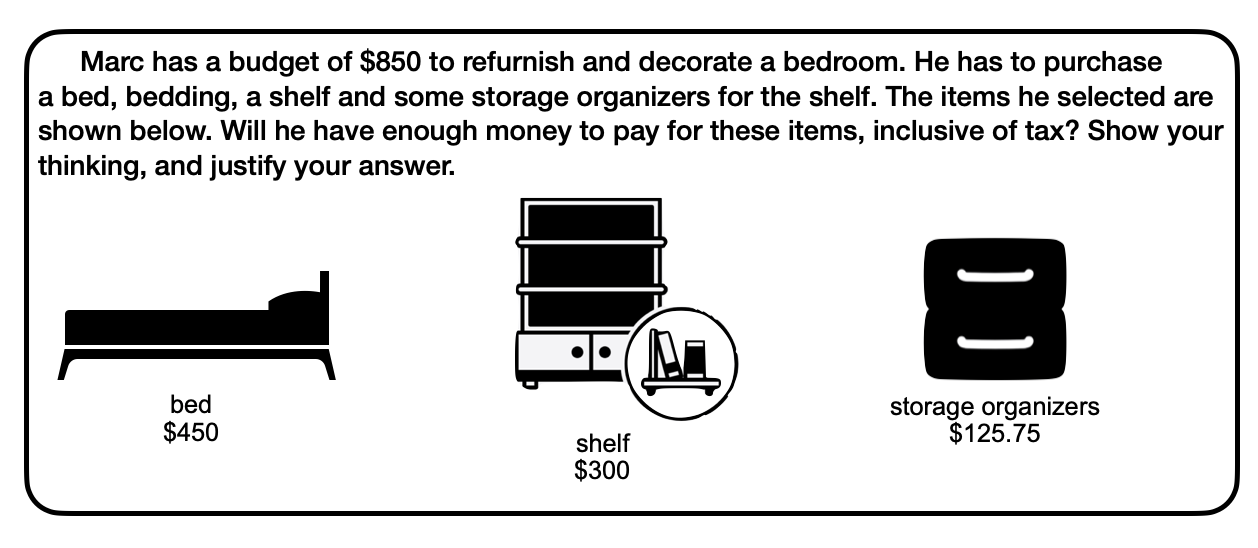 Marc has a budget of $850 to refurnish and decorate a bedroom. He has to purchase
a bed, bedding, a shelf and some storage organizers for the shelf. The items he selected are
shown below. Will he have enough money to pay for these items, inclusive of tax? Show your
thinking, and justify your answer.
bed
$450
shelf
$300
storage organizers
$125.75